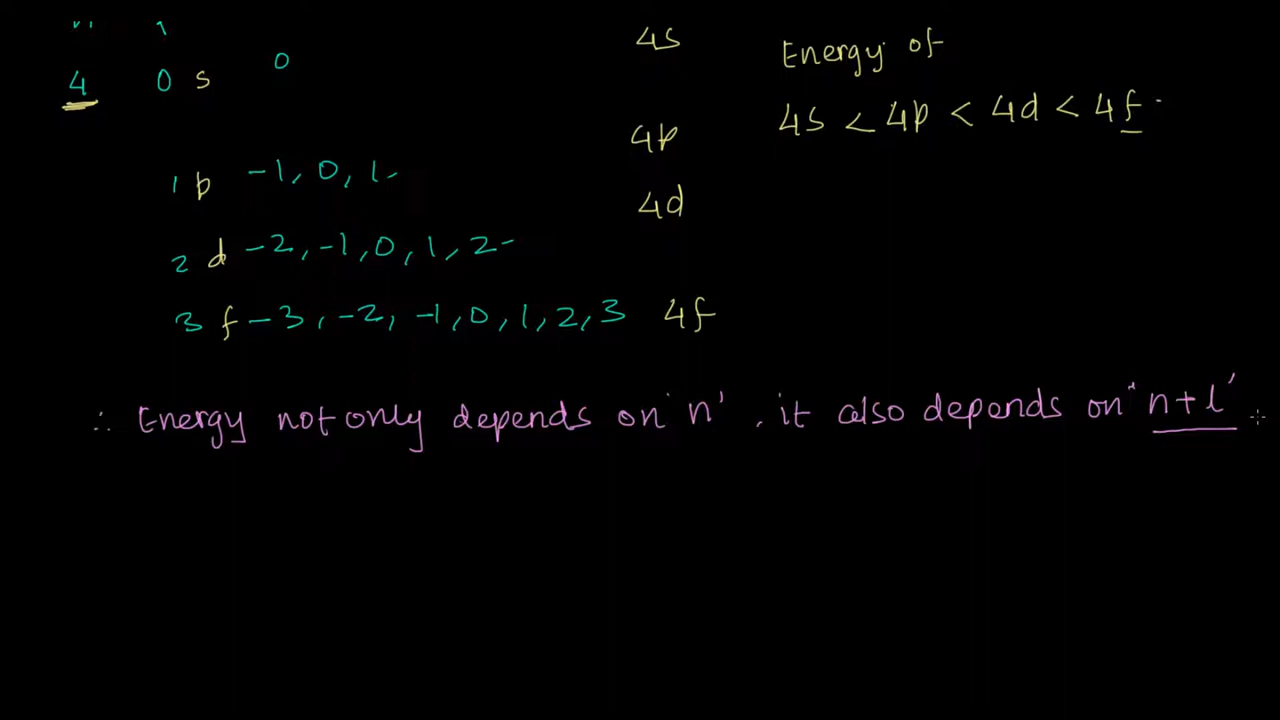 4 0 s 0 4s Energy of
4s < 4p < 4d < 4f
1 p -1, 0, 1 4p
4d
2 d -2, -1, 0, 1, 2
3 f -3, -2, -1, 0, 1, 2, 3 4f
∴ Energy not only depends on 'n', it also depends on 'n+l'